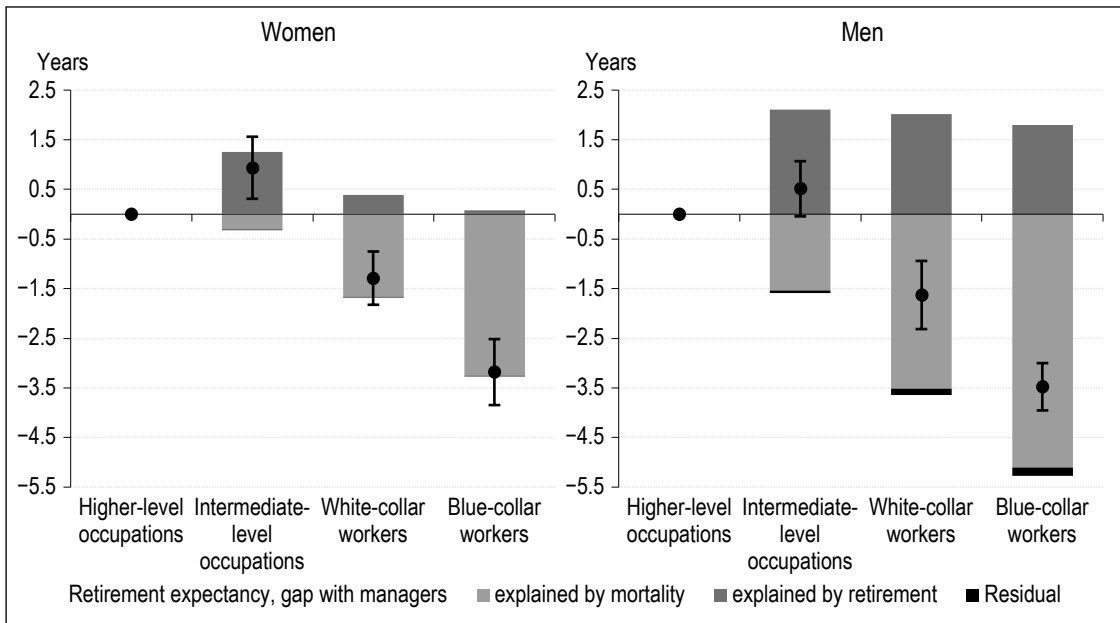 Women
Years
2.5
1.5
0.5
−0.5
−1.5
−2.5
−3.5
−4.5
−5.5
Higher-level
occupations
Intermediate-
level
occupations
White-collar
workers
Blue-collar
workers
Men
Years
2.5
1.5
0.5
−0.5
−1.5
−2.5
−3.5
−4.5
−5.5
Higher-level
occupations
Intermediate-
level
occupations
White-collar
workers
Blue-collar
workers
Retirement expectancy, gap with managers explained by mortality explained by retirement Residual